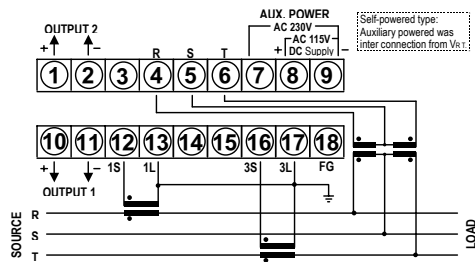 AUX. POWER
OUTPUT 2
AC 230V
Self-powered type:
Auxiliary powered was
inter connection from VRT.
+ −
R S T
AC 115V
+ DC Supply −
1 2 3 4 5 6 7 8 9
10 11 12 13 14 15 16 17 18
+ − 1S 1L 3S 3L FG
OUTPUT 1
SOURCE
R
S
T
LOAD